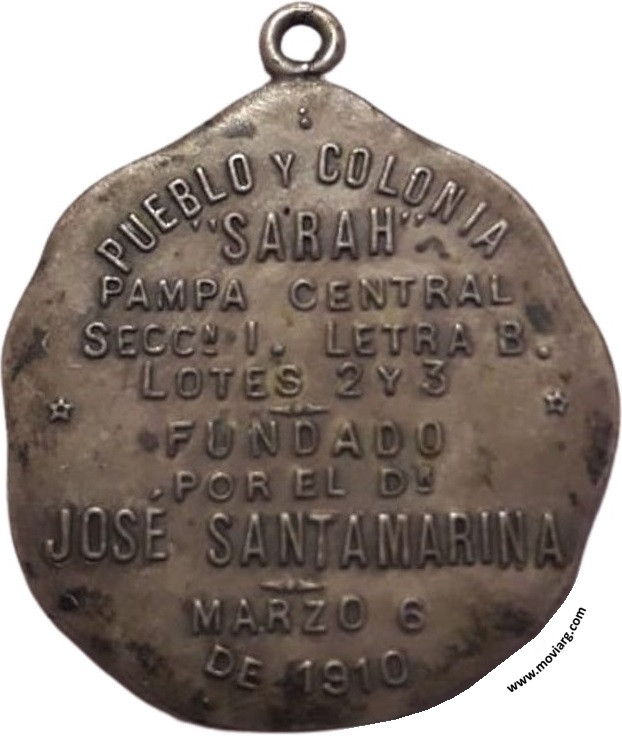 PUEBLO Y COLONIA
"SARAH"
PAMPA CENTRAL
SECCN I. LETRA B.
LOTES 2 Y 3
FUNDADO
POR EL DR
JOSÉ SANTAMARINA
MARZO 6
DE 1910
www.moviarg.com